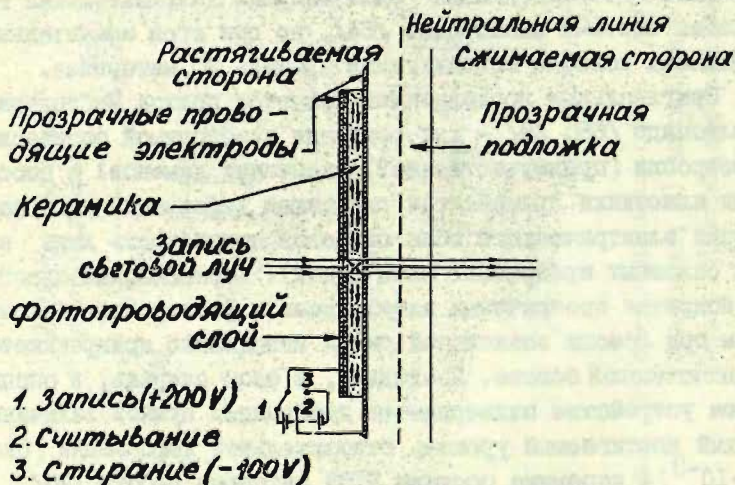 Нейтральная линия
Растягиваемая
сторона
Сжимаемая сторона
Прозрачные прово-
дящие электроды
Прозрачная
подложка
Керамика
Запись
световой луч
Фотопроводящий
слой
3
1 2
1. Запись (+200V)
2. Считывание
3. Стирание (-100V)